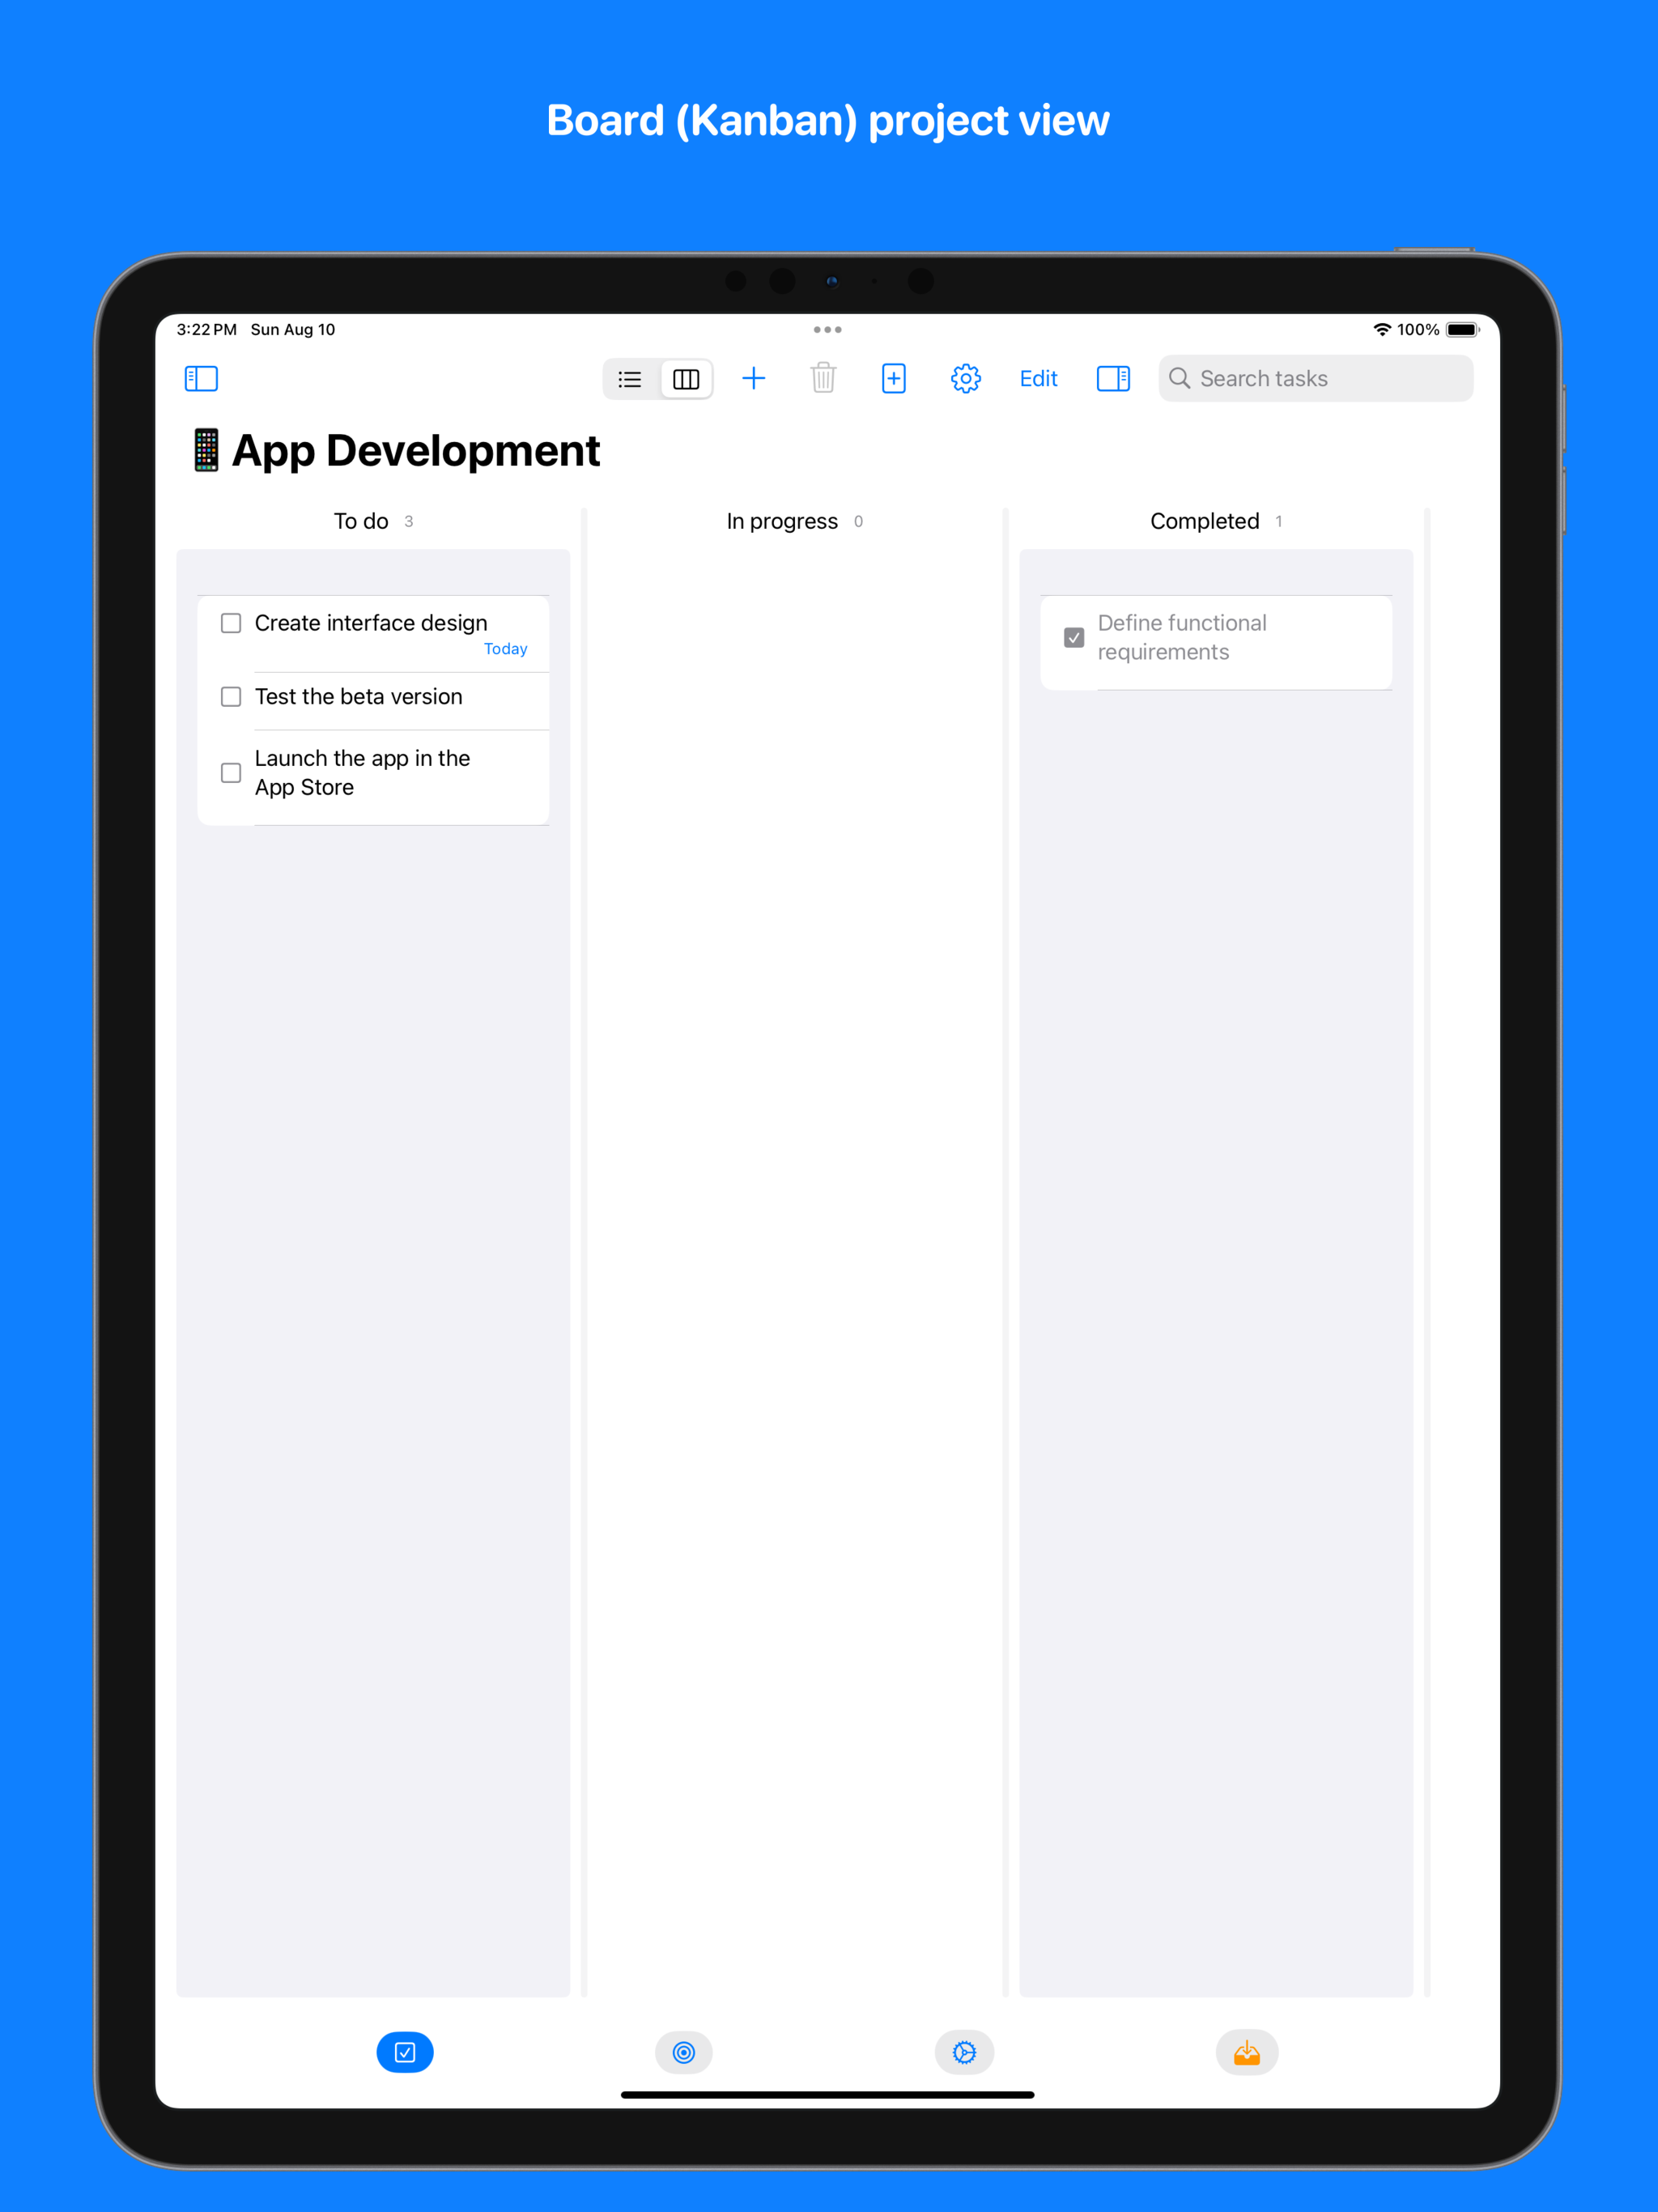 Board (Kanban) project view
3:22 PM Sun Aug 10
100%
Edit
Search tasks
App Development
To do 3
In progress 0
Completed 1
Create interface design
Today
Test the beta version
Launch the app in the
App Store
Define functional
requirements